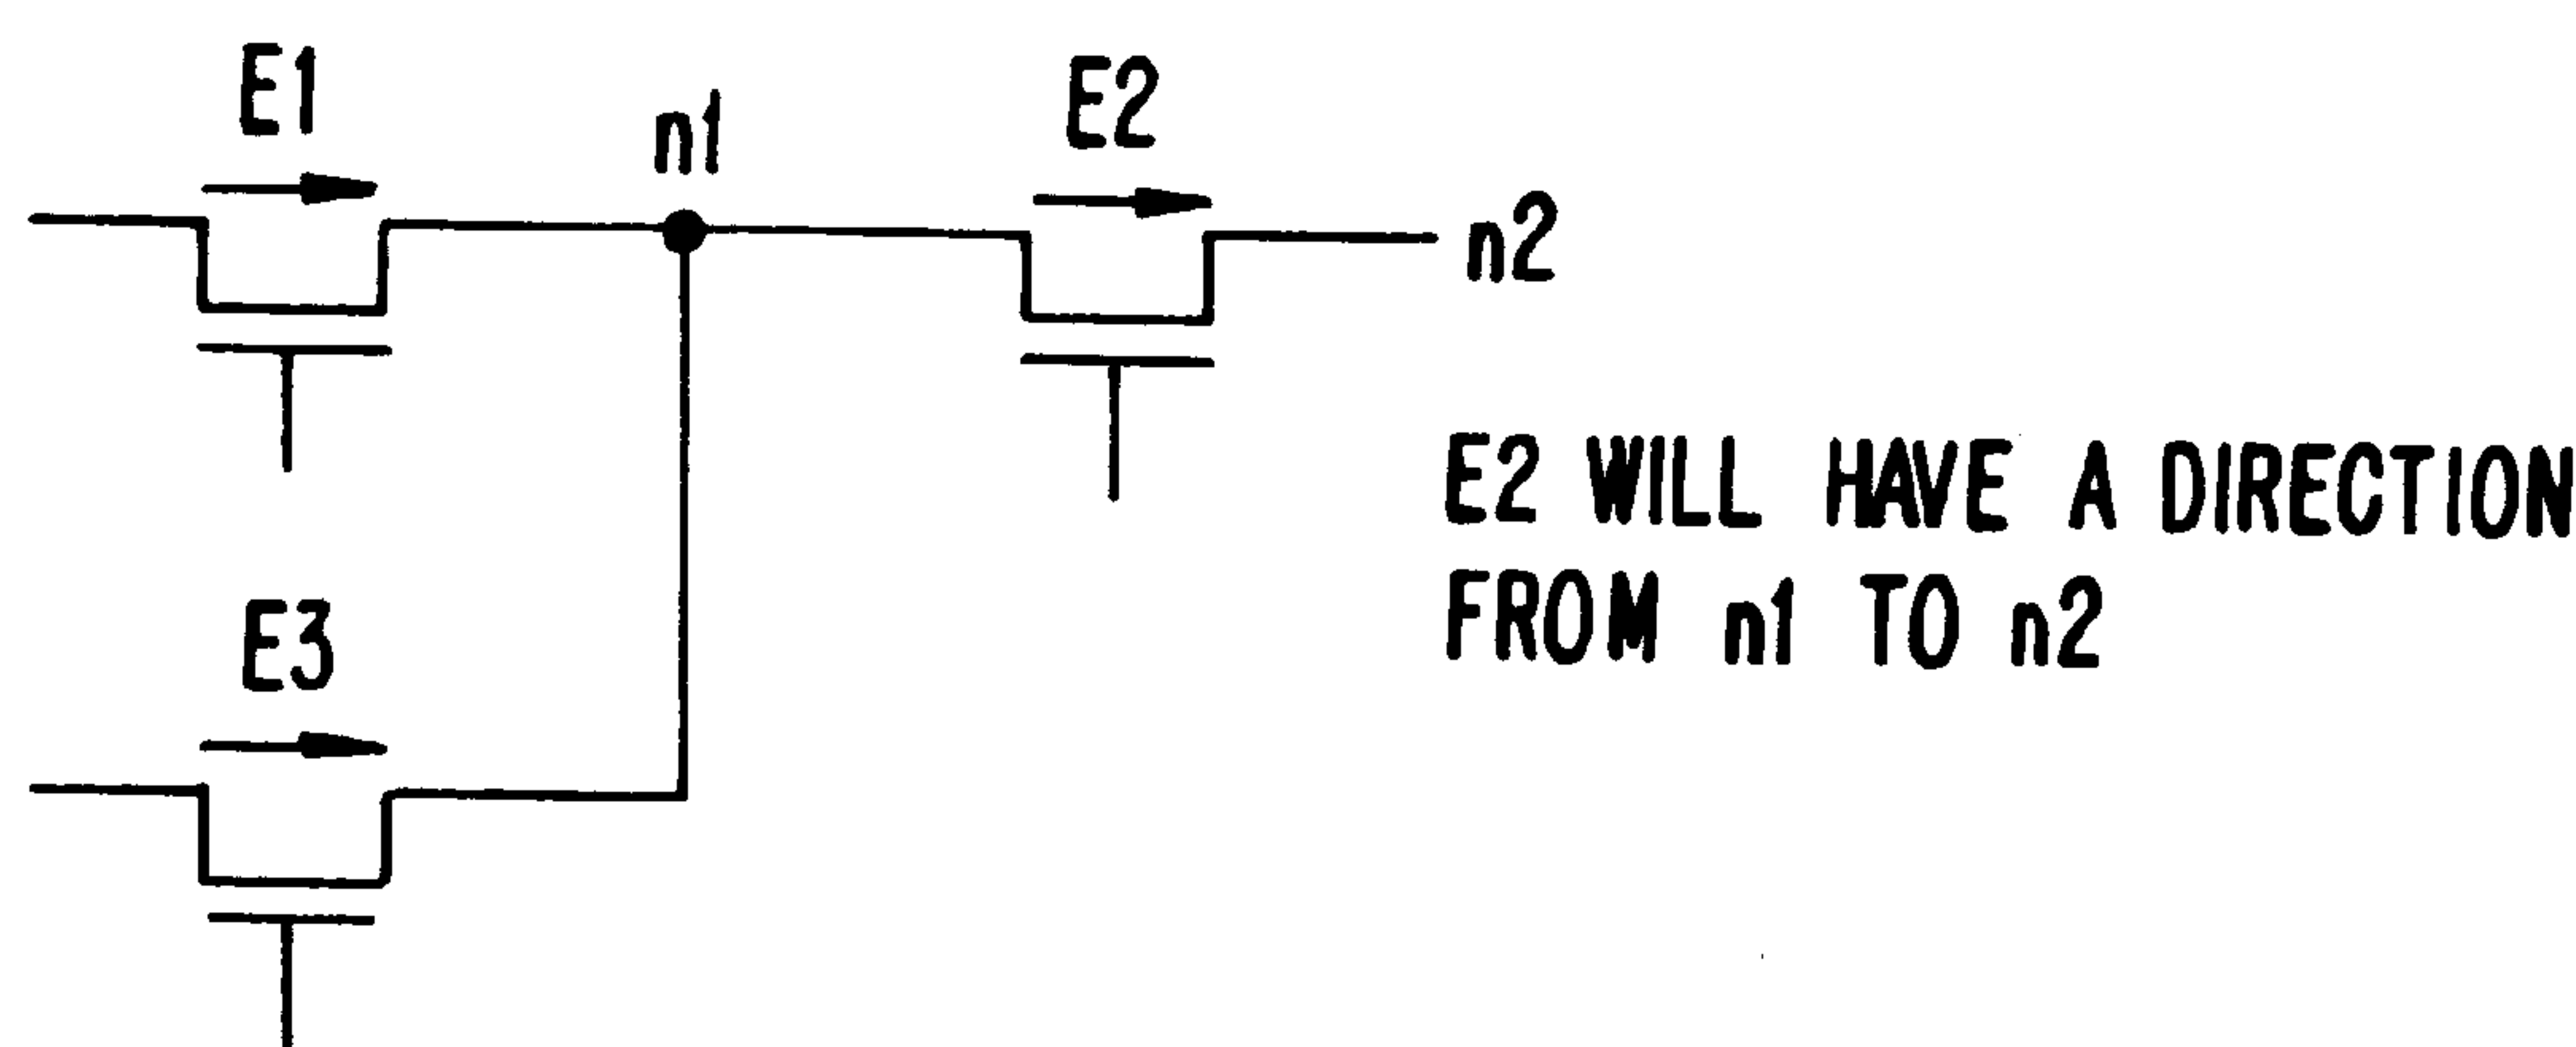 E1
n1
E2
n2
E2 WILL HAVE A DIRECTION
FROM n1 TO n2
E3